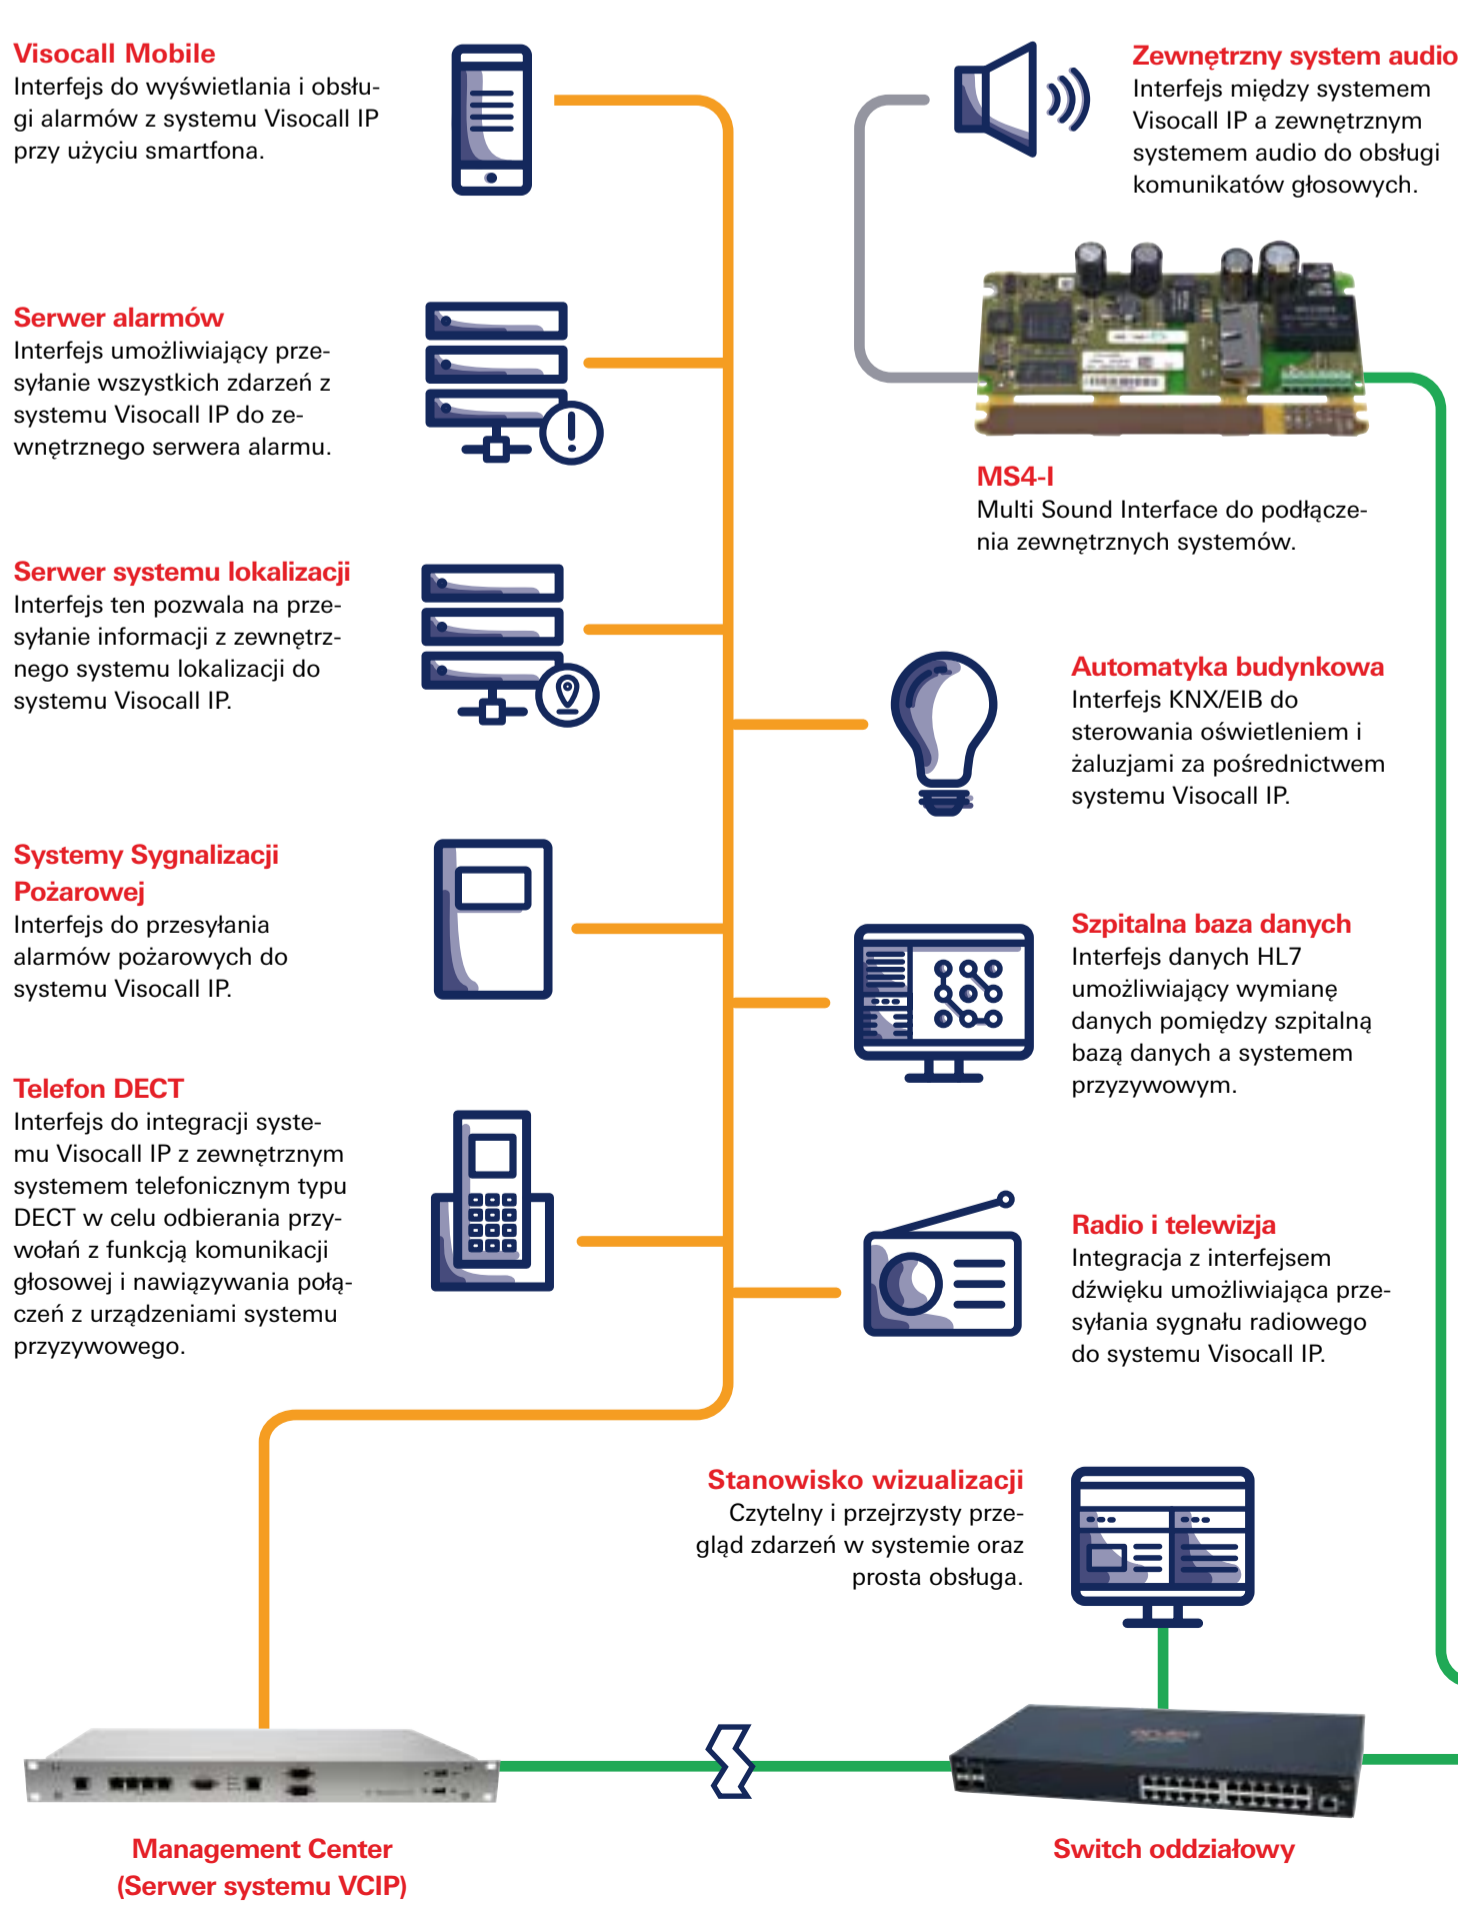 Visocall Mobile
Interfejs do wyświetlania i obsłu-
gi alarmów z systemu Visocall IP
przy użyciu smartfona.
Serwer alarmów
Interfejs umożliwiający prze-
syłanie wszystkich zdarzeń z
systemu Visocall IP do ze-
wnętrznego serwera alarmu.
Serwer systemu lokalizacji
Interfejs ten pozwala na prze-
syłanie informacji z zewnętrz-
nego systemu lokalizacji do
systemu Visocall IP.
Systemy Sygnalizacji
Pożarowej
Interfejs do przesyłania
alarmów pożarowych do
systemu Visocall IP.
Telefon DECT
Interfejs do integracji syste-
mu Visocall IP z zewnętrznym
systemem telefonicznym typu
DECT w celu odbierania przy-
wołań z funkcją komunikacji
głosowej i nawiązywania połą-
czeń z urządzeniami systemu
przyzywowego.
Zewnętrzny system audio
Interfejs między systemem
Visocall IP a zewnętrznym
systemem audio do obsługi
komunikatów głosowych.
MS4-I
Multi Sound Interface do podłącze-
nia zewnętrznych systemów.
Automatyka budynkowa
Interfejs KNX/EIB do
sterowania oświetleniem i
żaluzjami za pośrednictwem
systemu Visocall IP.
Szpitalna baza danych
Interfejs danych HL7
umożliwiający wymianę
danych pomiędzy szpitalną
bazą danych a systemem
przyzywowym.
Radio i telewizja
Integracja z interfejsem
dźwięku umożliwiająca prze-
syłania sygnału radiowego
do systemu Visocall IP.
Stanowisko wizualizacji
Czytelny i przejrzysty prze-
gląd zdarzeń w systemie oraz
prosta obsługa.
Management Center
(Serwer systemu VCIP)
Switch oddziałowy